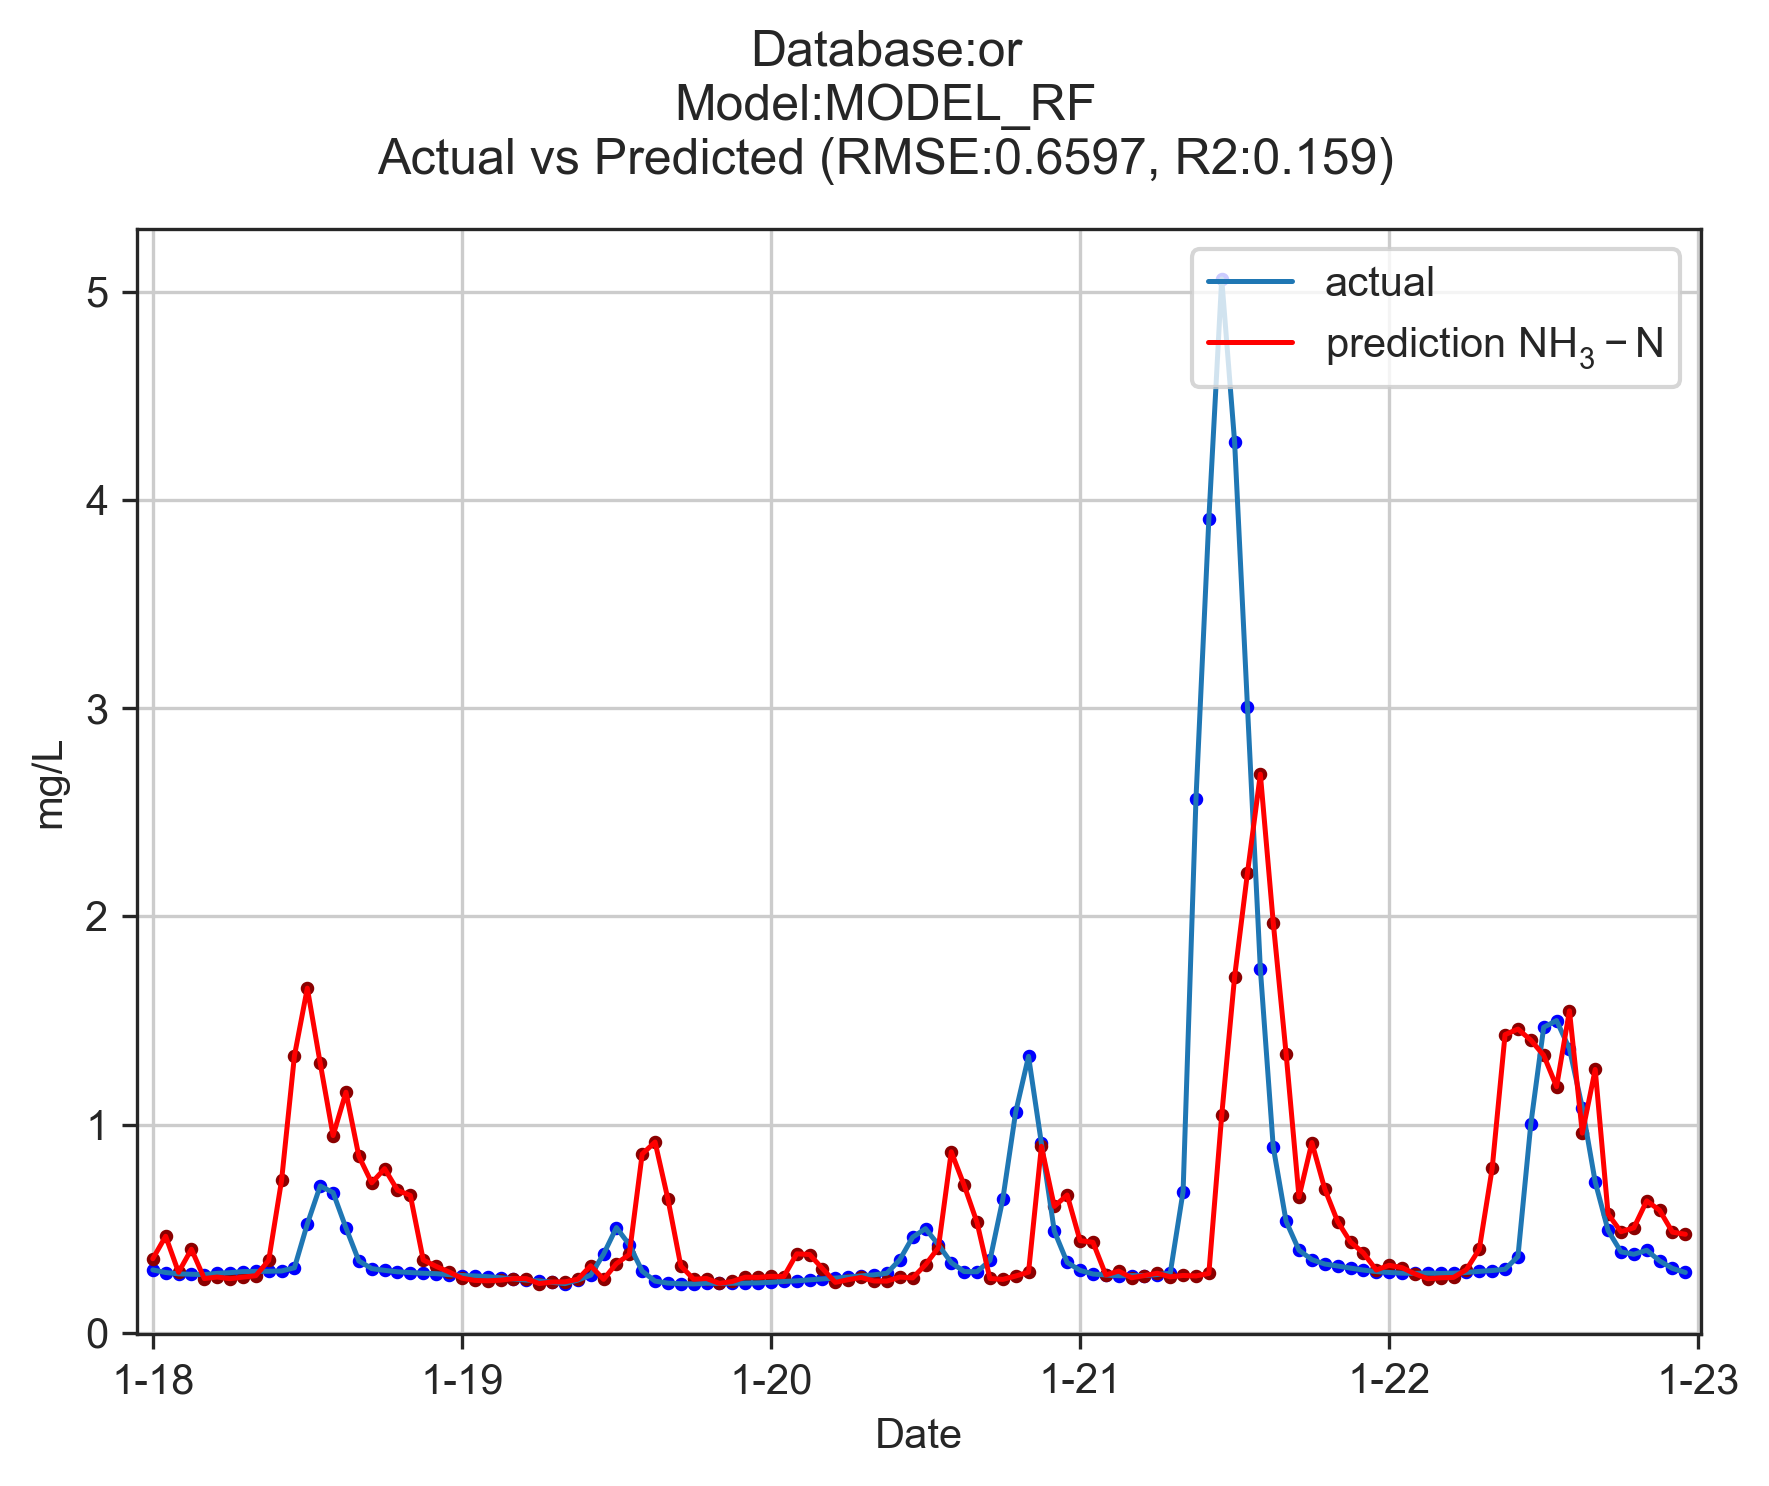 Database:or
Model:MODEL_RF
Actual vs Predicted (RMSE:0.6597, R2:0.159)
actual
prediction NH₃ − N
5
4
3
2
1
0
mg/L
1-18
1-19
1-20
1-21
1-22
1-23
Date